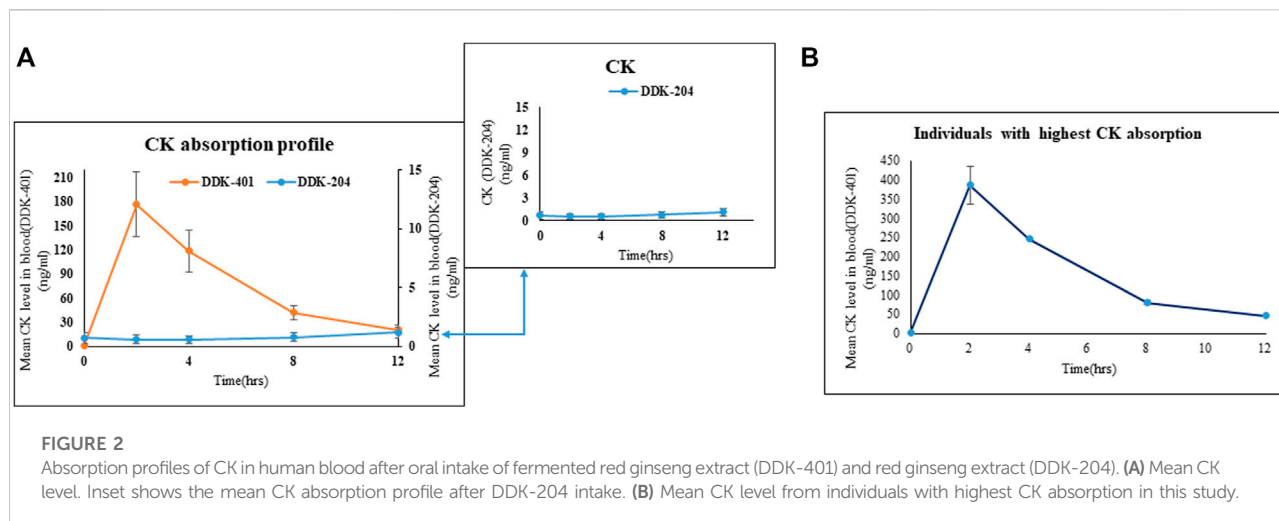 A
CK absorption profile
DDK-401 DDK-204
Mean CK level in blood(DDK-401)
(ng/ml)
210
180
150
120
90
60
30
0
15
10
5
0
Mean CK level in blood(DDK-204)
(ng/ml)
0 4 8 12
Time(hrs)
CK
DDK-204
CK (DDK-204)
(ng/ml)
15
12
9
6
3
0
0 4 8 12
Time(hrs)
B
Individuals with highest CK absorption
Mean CK level in blood(DDK-401)
(ng/ml)
450
400
350
300
250
200
150
100
50
0
0 2 4 6 8 10 12
Time(hrs)
FIGURE 2
Absorption profiles of CK in human blood after oral intake of fermented red ginseng extract (DDK-401) and red ginseng extract (DDK-204). (A) Mean CK
level. Inset shows the mean CK absorption profile after DDK-204 intake. (B) Mean CK level from individuals with highest CK absorption in this study.